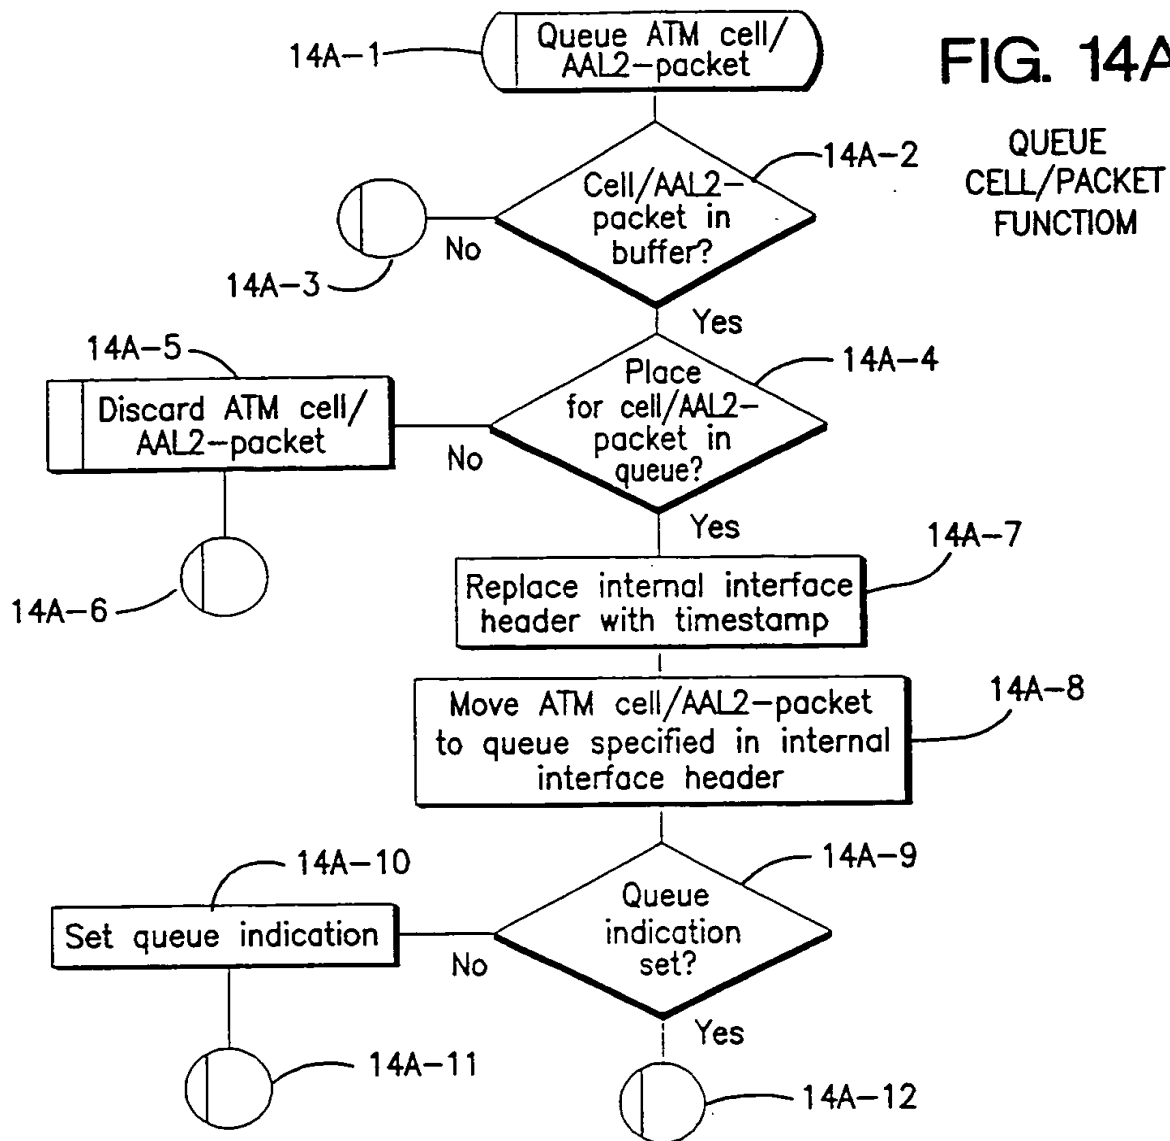 14A-1
Queue ATM cell/
AAL2-packet
FIG. 14A
QUEUE
CELL/PACKET
FUNCTIOM
14A-2
Cell/AAL2-
packet in
buffer?
No
14A-3
Yes
14A-5
14A-4
Discard ATM cell/
AAL2-packet
No
Place
for cell/AAL2-
packet in
queue?
Yes
14A-6
14A-7
Replace internal interface
header with timestamp
14A-8
Move ATM cell/AAL2-packet
to queue specified in internal
interface header
14A-10
14A-9
Set queue indication
No
Queue
indication
set?
Yes
14A-11
14A-12